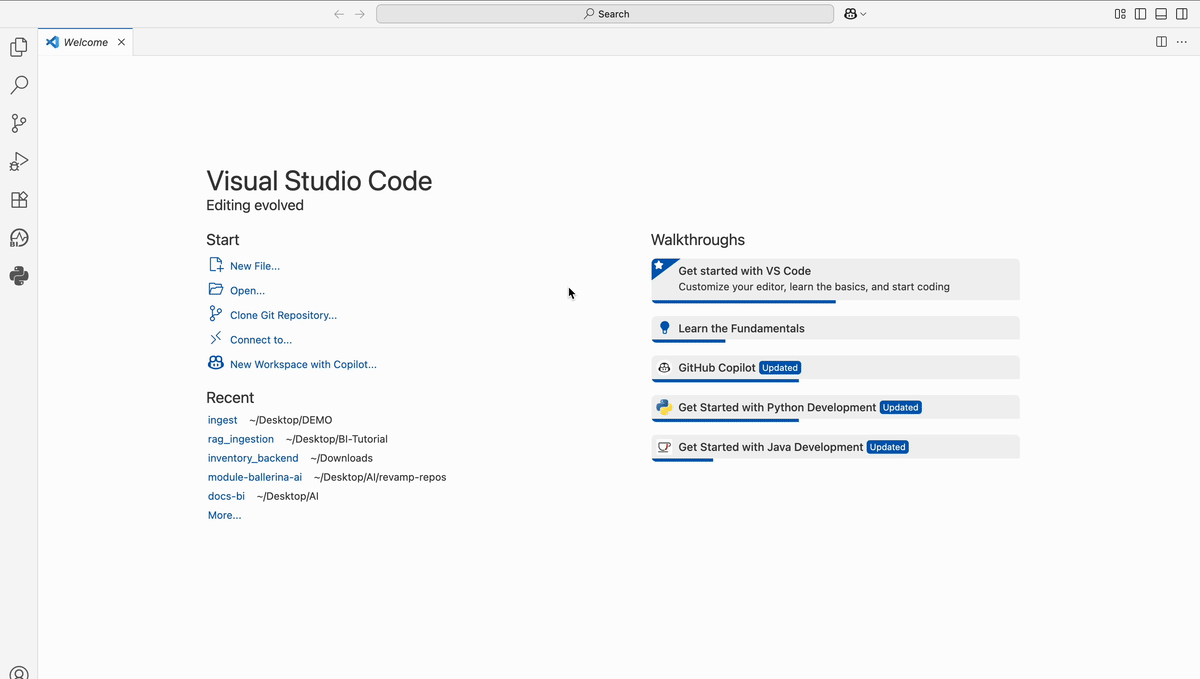 Search
Welcome
Visual Studio Code
Editing evolved
Start
New File...
Open...
Clone Git Repository...
Connect to...
New Workspace with Copilot...
Recent
ingest ~/Desktop/DEMO
rag_ingestion ~/Desktop/BI-Tutorial
inventory_backend ~/Downloads
module-ballerina-ai ~/Desktop/AI/revamp-repos
docs-bi ~/Desktop/AI
More...
Walkthroughs
Get started with VS Code
Customize your editor, learn the basics, and start coding
Learn the Fundamentals
GitHub Copilot Updated
Get Started with Python Development Updated
Get Started with Java Development Updated